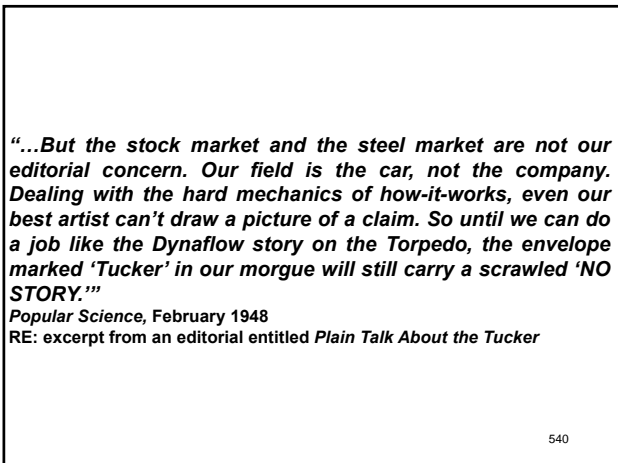 “…But the stock market and the steel market are not our
editorial concern. Our field is the car, not the company.
Dealing with the hard mechanics of how-it-works, even our
best artist can’t draw a picture of a claim. So until we can do
a job like the Dynaflow story on the Torpedo, the envelope
marked ‘Tucker’ in our morgue will still carry a scrawled ‘NO
STORY.’”
Popular Science, February 1948
RE: excerpt from an editorial entitled Plain Talk About the Tucker
540